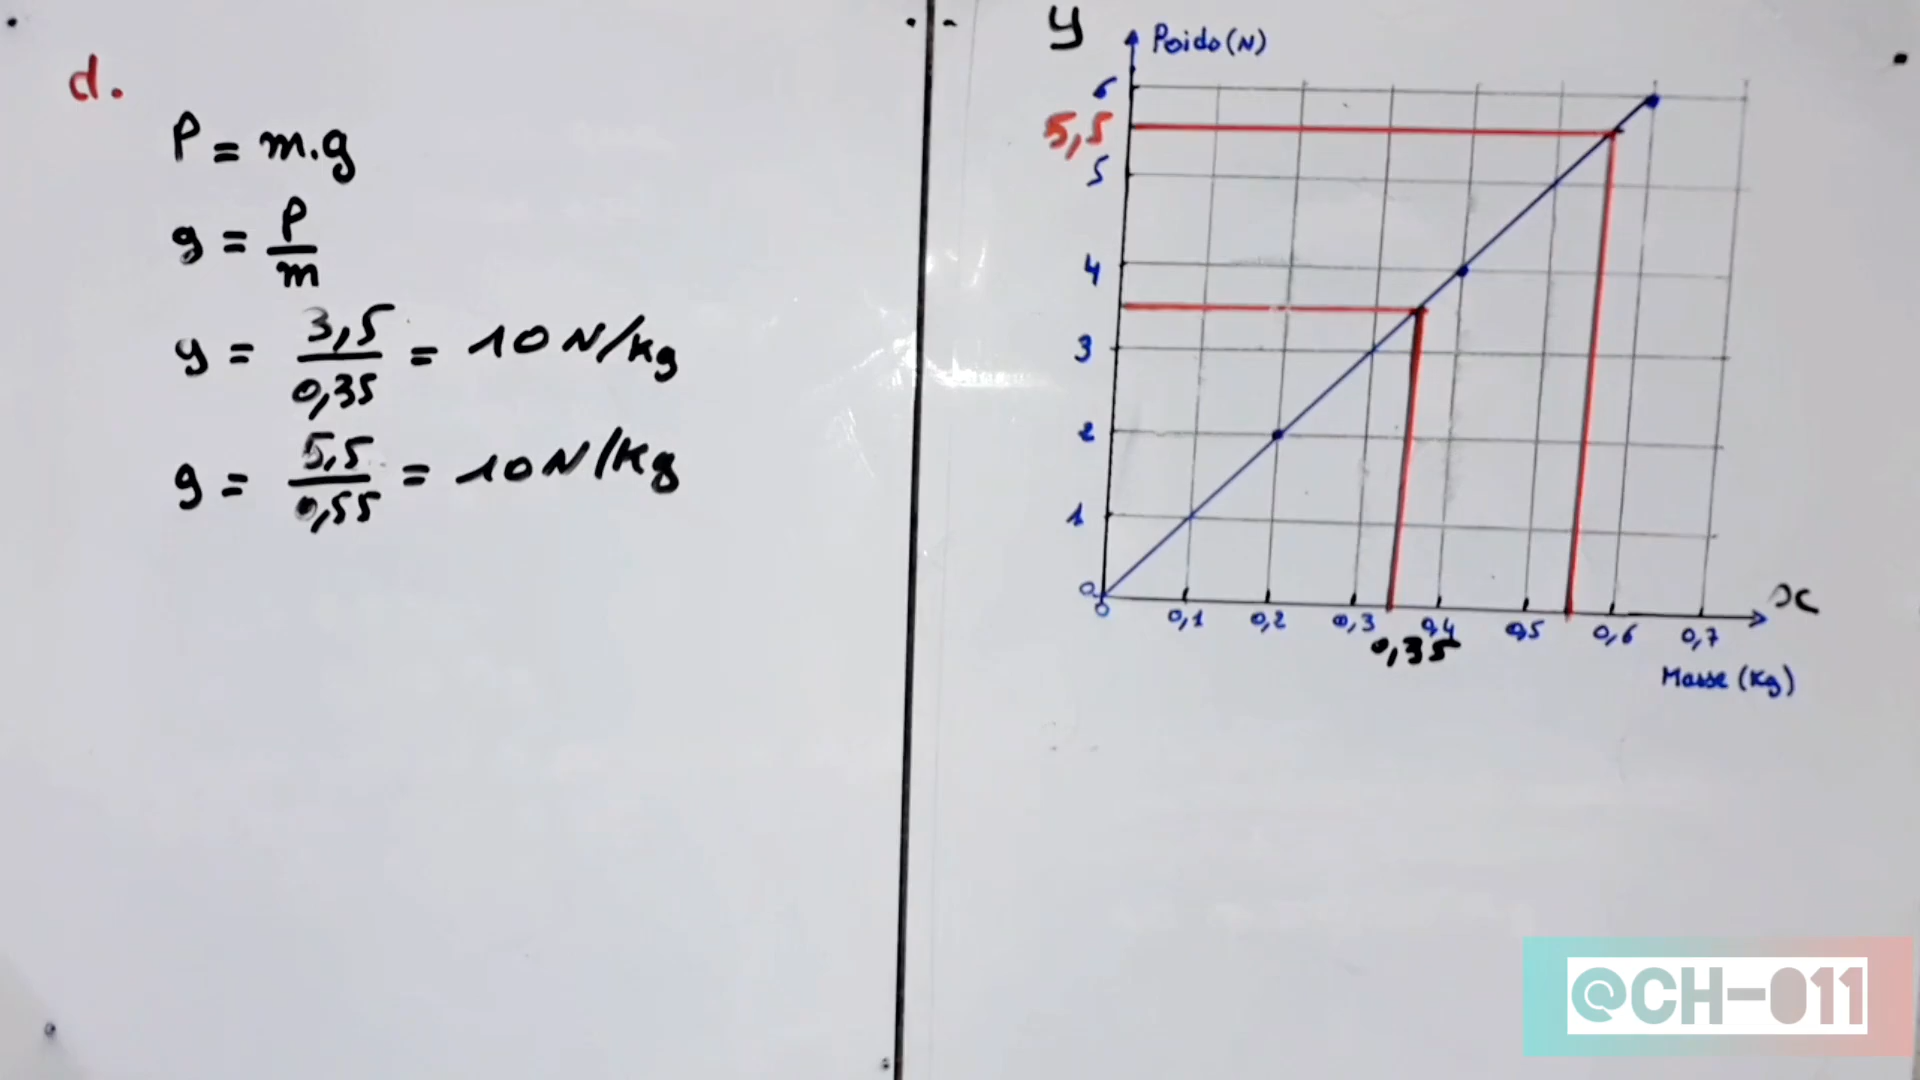 d.
P = m.g
g = P/m
g = 3,5/0,35 = 10 N/kg
g = 5,5/0,55 = 10 N/kg
y
Poids (N)
6
5,5
5
4
3
2
1
0
0 0,1 0,2 0,3 0,4 0,5 0,6 0,7
x
0,35
Masse (Kg)
@CH-011